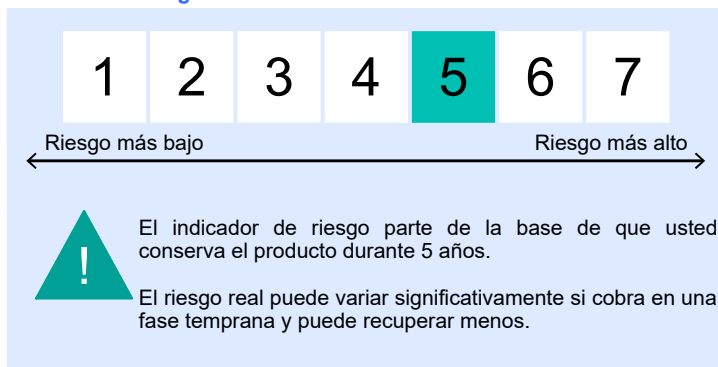 1 2 3 4 5 6 7
Riesgo más bajo Riesgo más alto
!
El indicador de riesgo parte de la base de que usted
conserva el producto durante 5 años.
El riesgo real puede variar significativamente si cobra en una
fase temprana y puede recuperar menos.